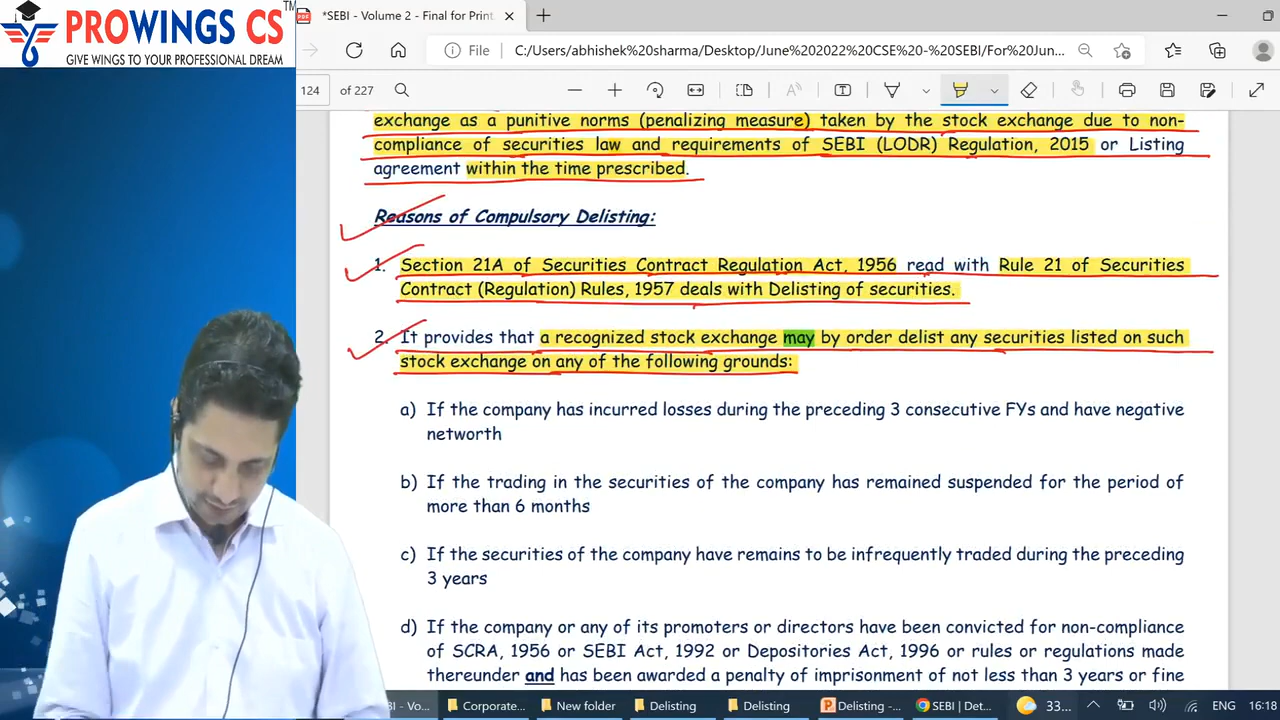 PROWINGS CS TM
GIVE WINGS TO YOUR PROFESSIONAL DREAM
*SEBI - Volume 2 - Final for Print
File
C:/Users/abhishek%20sharma/Desktop/June%202022%20CSE%20-%20SEBI/For%20Jun...
124 of 227
exchange as a punitive norms (penalizing measure) taken by the stock exchange due to non-
compliance of securities law and requirements of SEBI (LODR) Regulation, 2015 or Listing
agreement within the time prescribed.
Reasons of Compulsory Delisting:
1. Section 21A of Securities Contract Regulation Act, 1956 read with Rule 21 of Securities
Contract (Regulation) Rules, 1957 deals with Delisting of securities.
2. It provides that a recognized stock exchange may by order delist any securities listed on such
stock exchange on any of the following grounds:
a) If the company has incurred losses during the preceding 3 consecutive FYs and have negative
networth
b) If the trading in the securities of the company has remained suspended for the period of
more than 6 months
c) If the securities of the company have remains to be infrequently traded during the preceding
3 years
d) If the company or any of its promoters or directors have been convicted for non-compliance
of SCRA, 1956 or SEBI Act, 1992 or Depositories Act, 1996 or rules or regulations made
thereunder and has been awarded a penalty of imprisonment of not less than 3 years or fine
- Vo...
Corporate...
New folder
Delisting
Delisting
Delisting -...
SEBI | Det...
33...
ENG
16:18